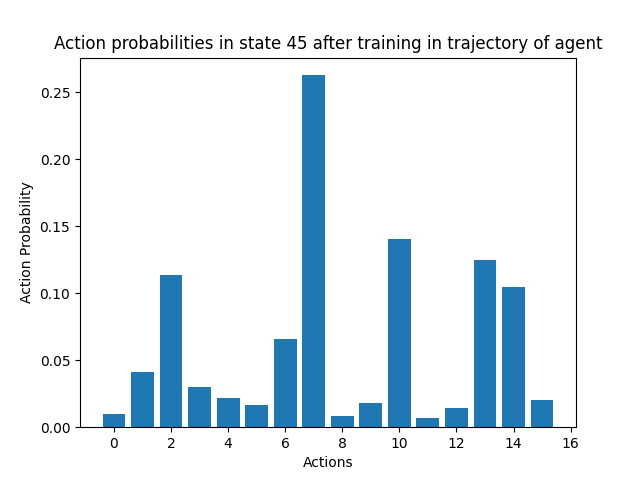 Action probabilities in state 45 after training in trajectory of agent
0.25
0.20
0.15
0.10
0.05
0.00
Action Probability
0 2 4 6 8 10 12 14 16
Actions